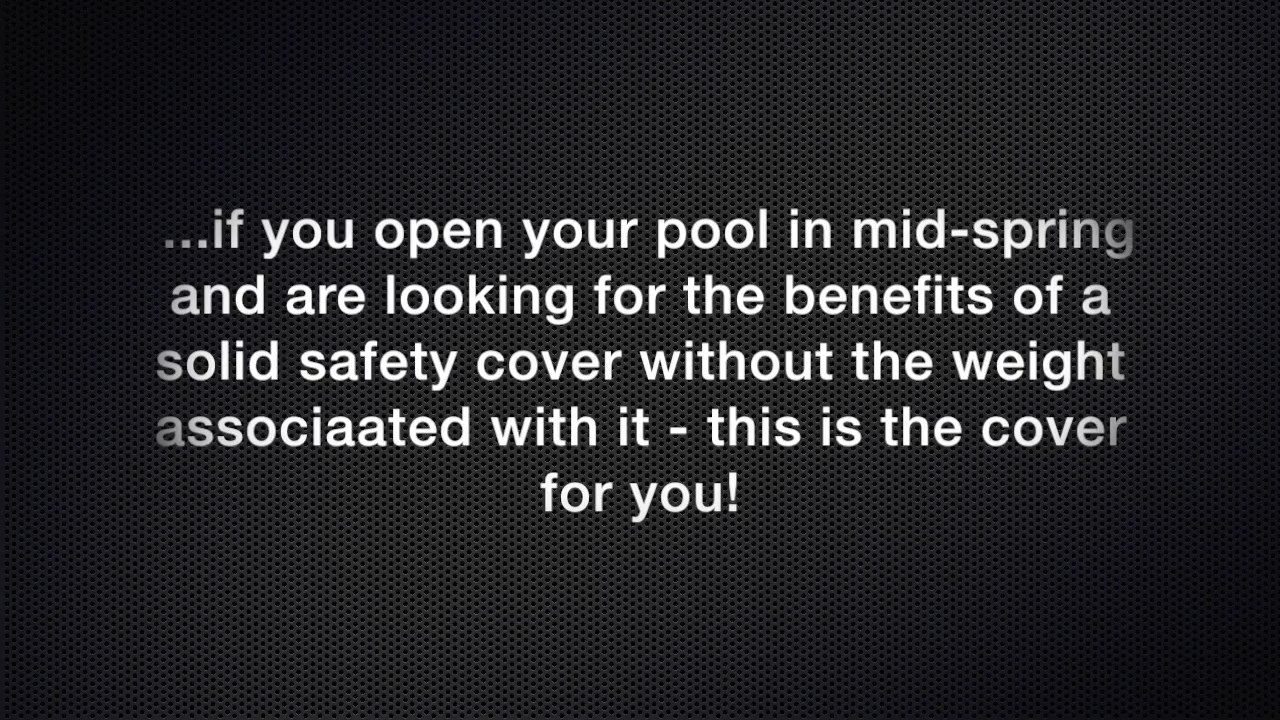 ...if you open your pool in mid-spring
and are looking for the benefits of a
solid safety cover without the weight
associaated with it - this is the cover
for you!